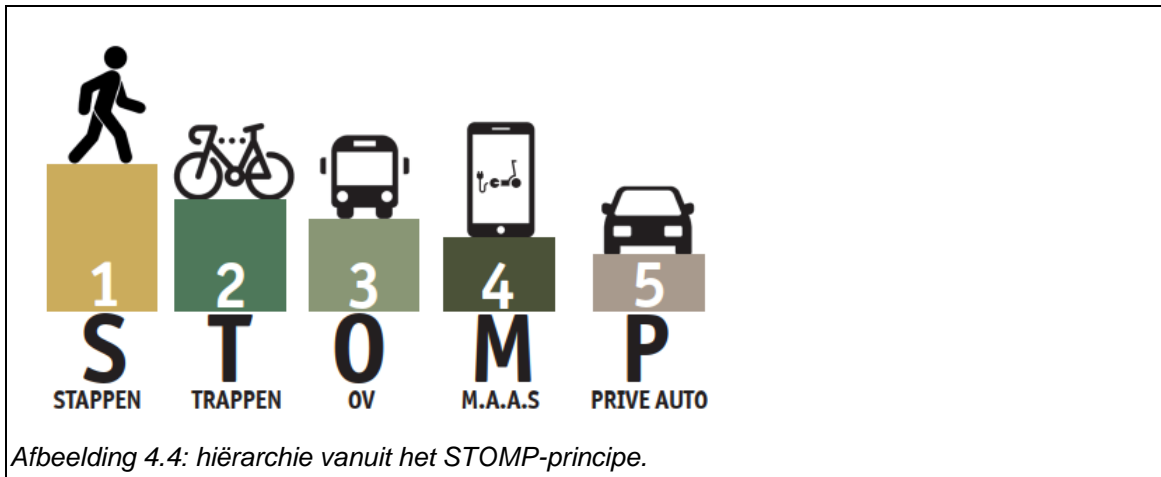 1 2 3 4 5
S T O M P
STAPPEN TRAPPEN OV M.A.A.S PRIVE AUTO
Afbeelding 4.4: hiërarchie vanuit het STOMP-principe.